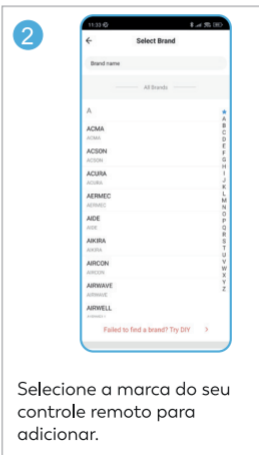 2
11:33
Select Brand
Brand name
All Brands
A
ACMA
ACMA
ACSON
ACSON
ACURA
ACURA
AERMEC
AERMEC
AIDE
AIDE
AIKIRA
AIKIRA
AIRCON
AIRCON
AIRWAVE
AIRWAVE
AIRWELL
Failed to find a brand? Try DIY >
A
B
C
D
E
F
G
H
I
J
K
L
M
N
O
P
Q
R
S
T
U
V
W
X
Y
Z
Selecione a marca do seu
controle remoto para
adicionar.